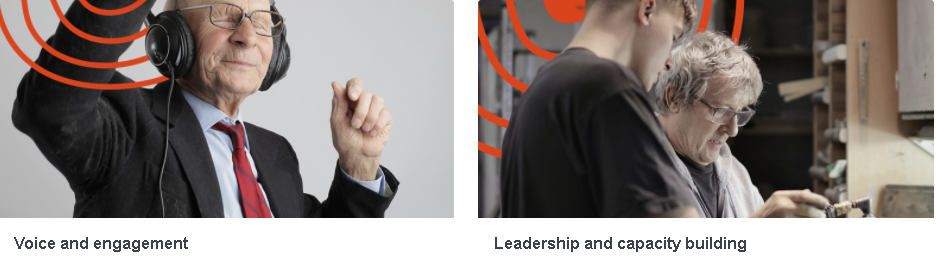 Voice and engagement
Leadership and capacity building